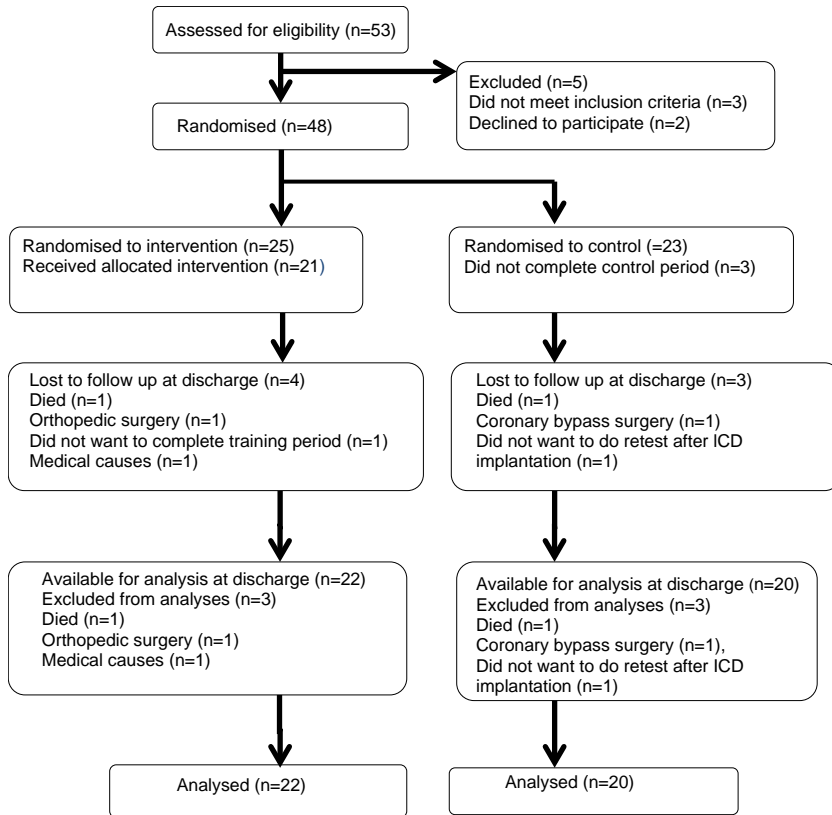 Assessed for eligibility (n=53)
Excluded (n=5)
Did not meet inclusion criteria (n=3)
Declined to participate (n=2)
Randomised (n=48)
Randomised to intervention (n=25)
Received allocated intervention (n=21)
Randomised to control (=23)
Did not complete control period (n=3)
Lost to follow up at discharge (n=4)
Died (n=1)
Orthopedic surgery (n=1)
Did not want to complete training period (n=1)
Medical causes (n=1)
Lost to follow up at discharge (n=3)
Died (n=1)
Coronary bypass surgery (n=1)
Did not want to do retest after ICD
implantation (n=1)
Available for analysis at discharge (n=22)
Excluded from analyses (n=3)
Died (n=1)
Orthopedic surgery (n=1)
Medical causes (n=1)
Available for analysis at discharge (n=20)
Excluded from analyses (n=3)
Died (n=1)
Coronary bypass surgery (n=1),
Did not want to do retest after ICD
implantation (n=1)
Analysed (n=22)
Analysed (n=20)